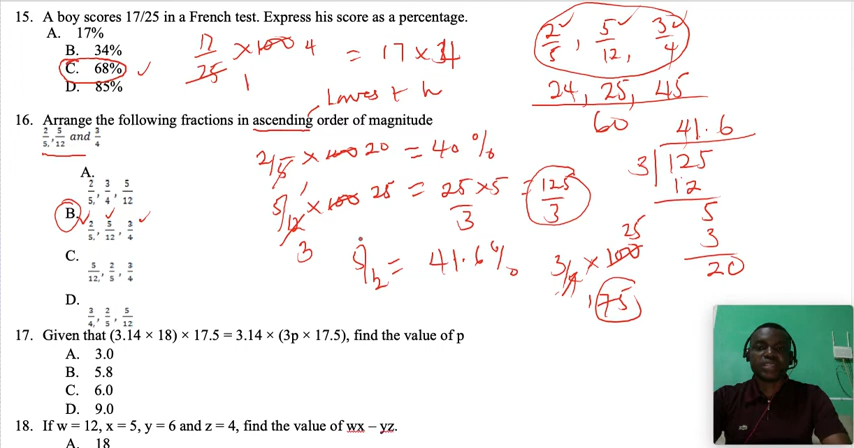 15. A boy scores 17/25 in a French test. Express his score as a percentage.
A. 17%
B. 34%
C. 68%
D. 85%
17/25 × 100 4 = 17 × 4
1
Lowest
16. Arrange the following fractions in ascending order of magnitude
2/5, 5/12 and 3/4
A. 2/5, 3/4, 5/12
B. 2/5, 5/12, 3/4
C. 5/12, 2/5, 3/4
D. 3/4, 2/5, 5/12
2/5 × 100 20 = 40%
1
5/12 × 100 25 = 25 × 5 / 3 = 125/3
3
5/12 = 41.6%
3/4 × 100 25
1 75
2/5, 5/12, 3/4
24, 25, 45
60
41.6
3 125
12
5
3
20
17. Given that (3.14 × 18) × 17.5 = 3.14 × (3p × 17.5), find the value of p
A. 3.0
B. 5.8
C. 6.0
D. 9.0
18. If w = 12, x = 5, y = 6 and z = 4, find the value of wx – yz.
A. 18